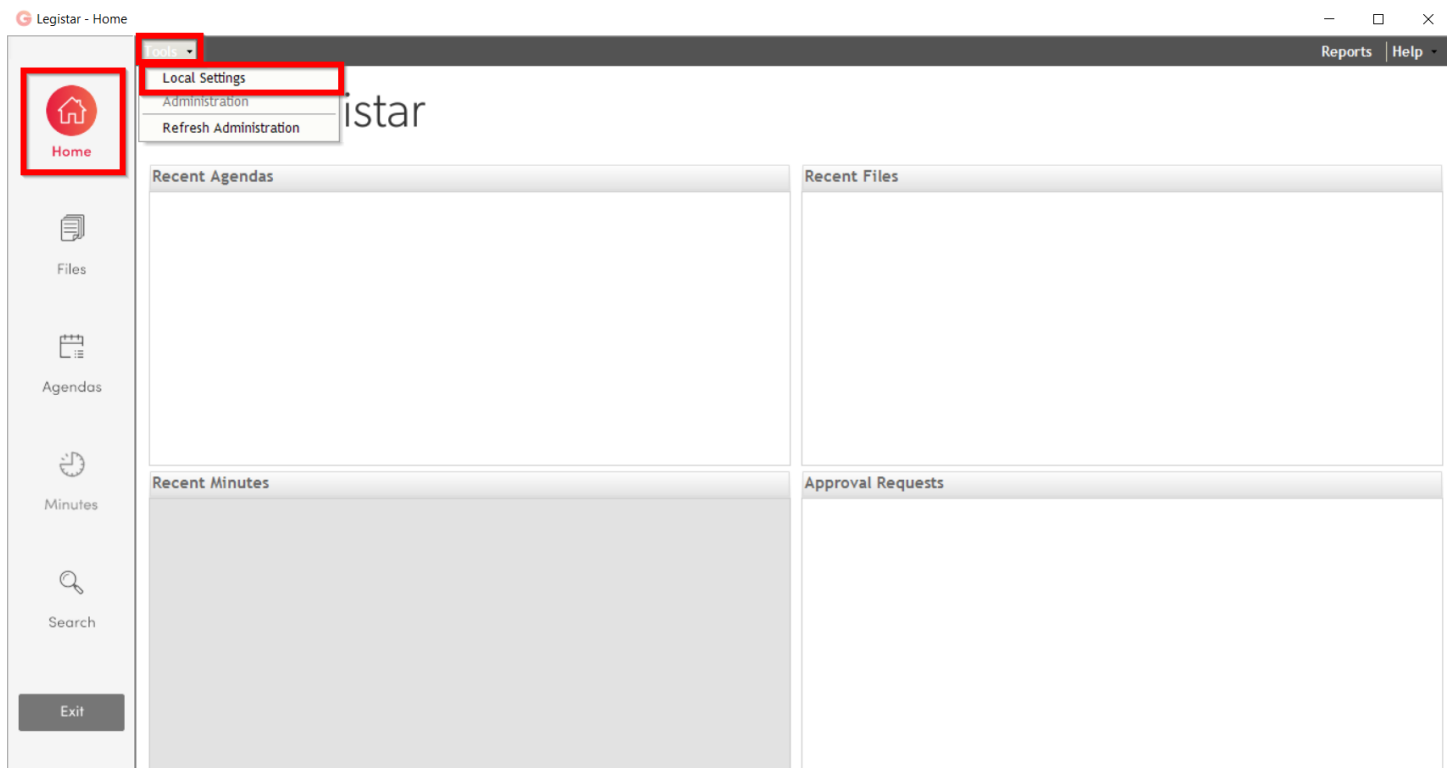 Legistar - Home
Tools
Reports
Help
Local Settings
Administration
Refresh Administration
istar
Home
Files
Agendas
Minutes
Search
Exit
Recent Agendas
Recent Files
Recent Minutes
Approval Requests